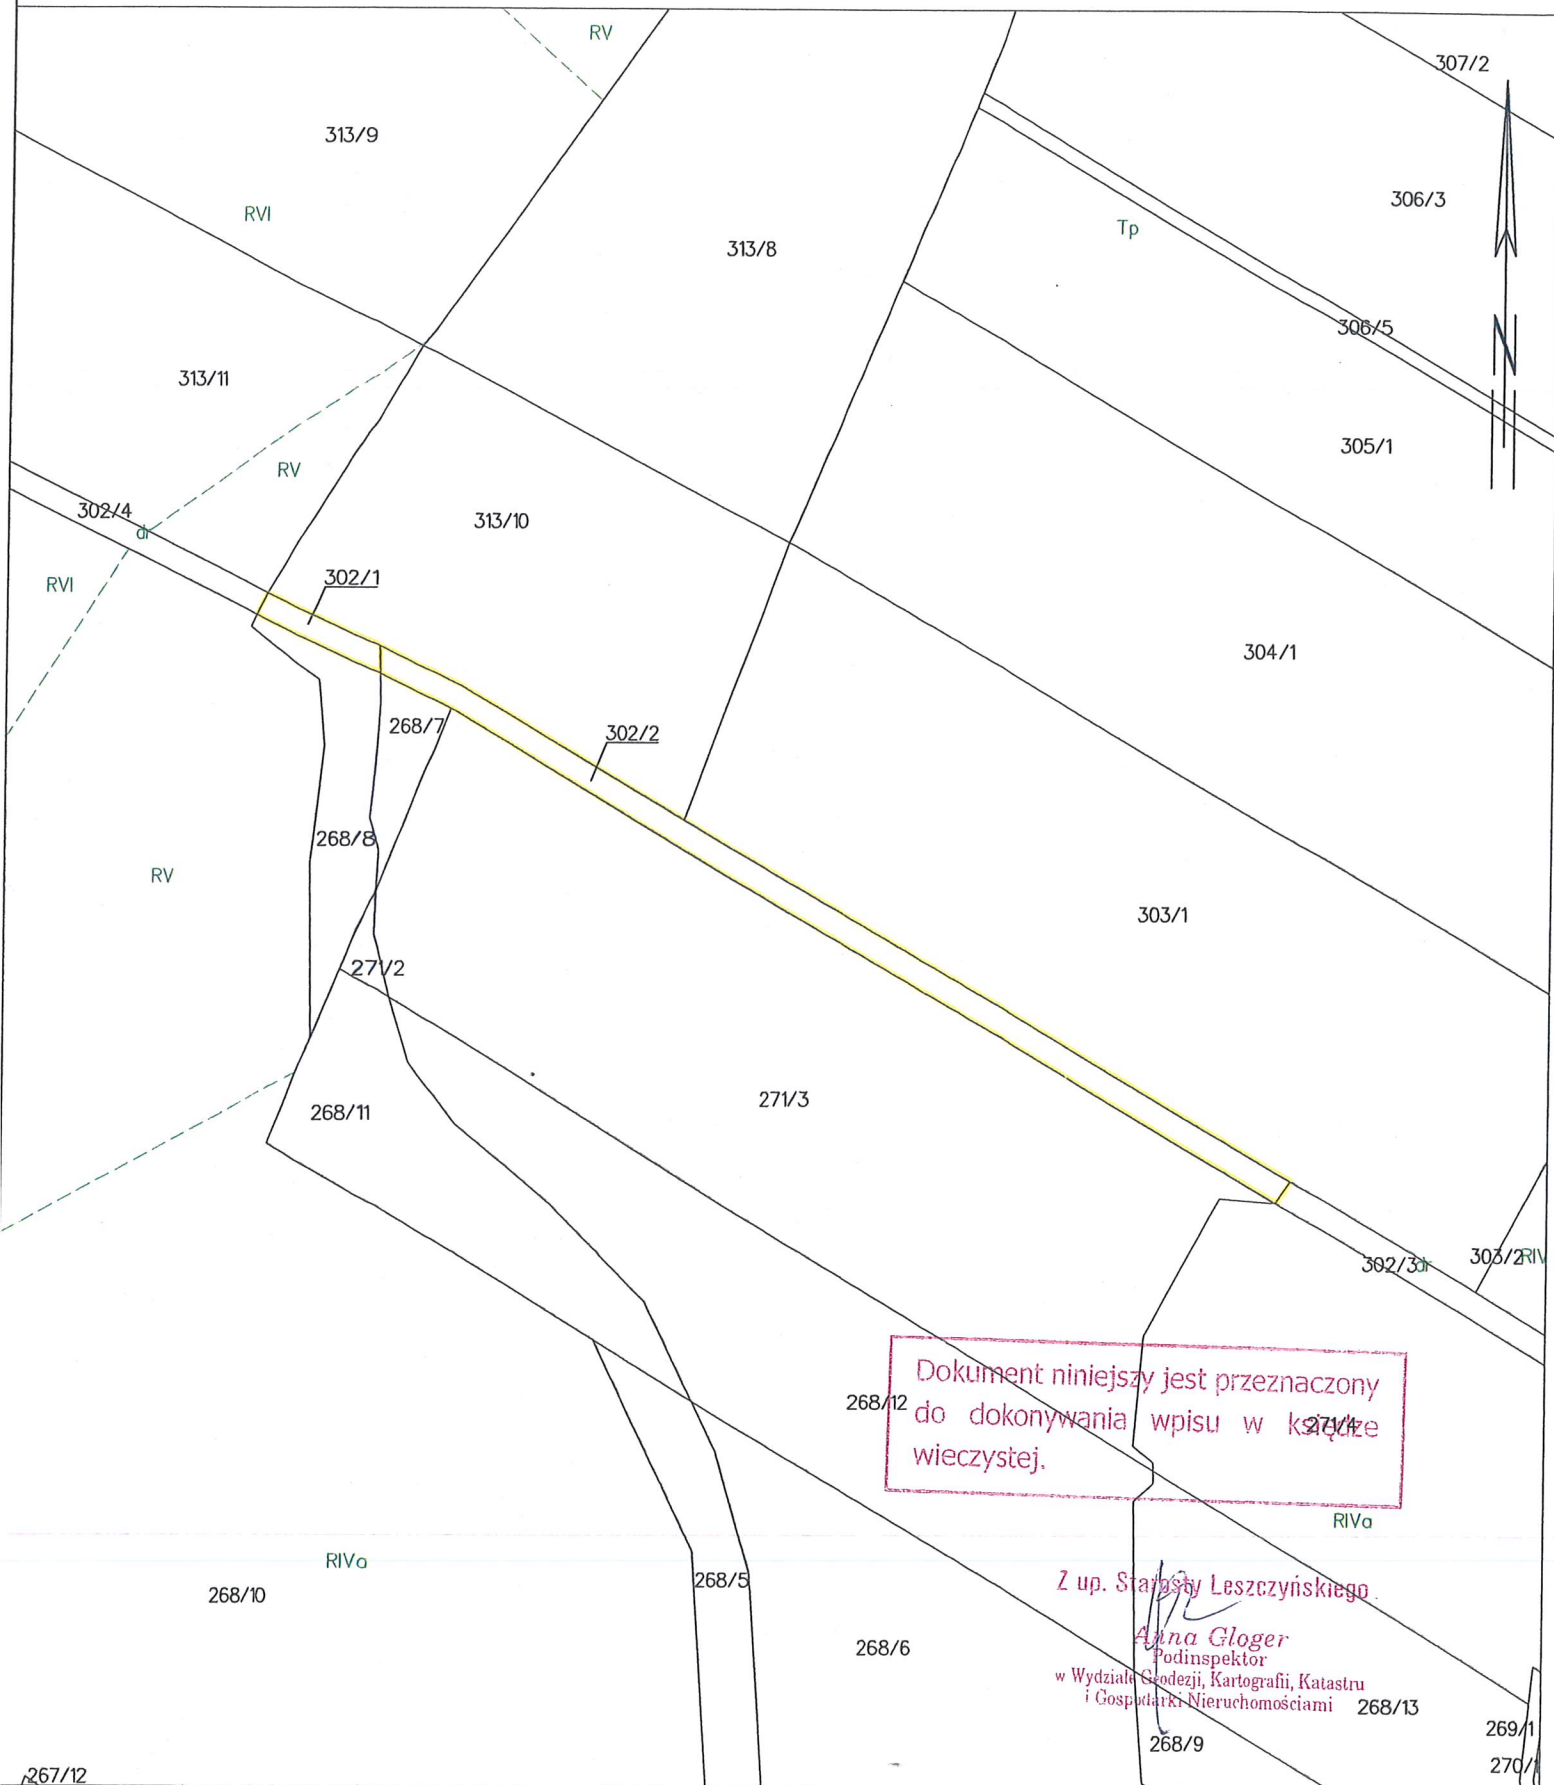 RV
307/2
313/9
306/3
RVI
Tp
313/8
306/5
313/11
305/1
RV
302/4
dr
313/10
302/1
RVI
304/1
268/7
302/2
268/8
RV
303/1
271/2
271/3
268/11
302/3
dr
303/2
RIV
N
Dokument niniejszy jest przeznaczony
do dokonywania wpisu w księdze
wieczystej.
268/12
271/4
RIVa
RIVa
268/10
268/5
Z up. Starosty Leszczyńskiego
Anna Gloger
Podinspektor
w Wydziale Geodezji, Kartografii, Katastru
i Gospodarki Nieruchomościami
268/6
268/13
269/1
268/9
270/1
267/12